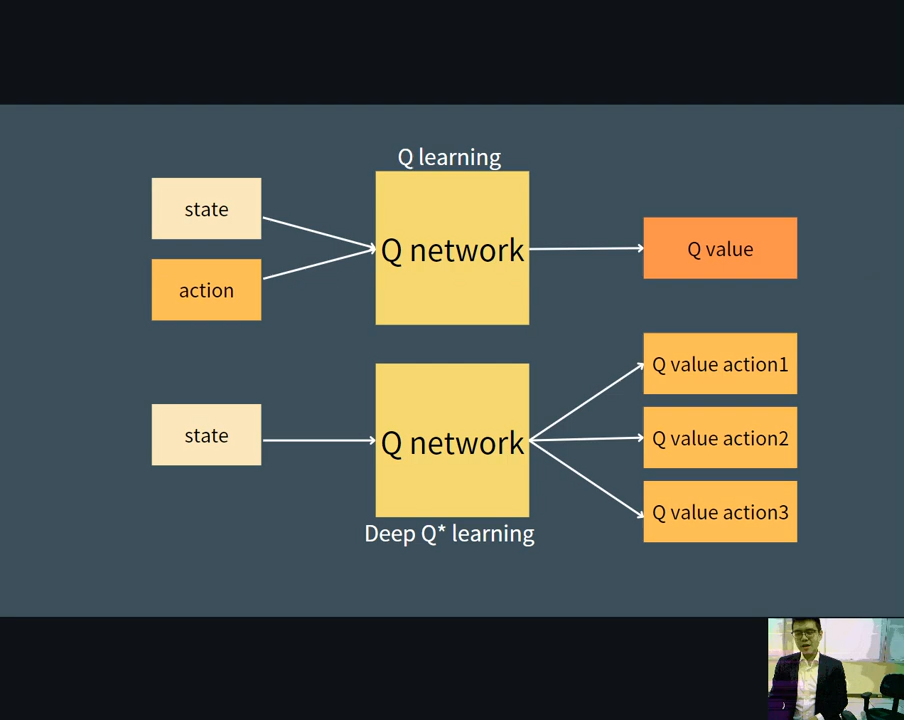 Q learning
state
action
Q network
Q value
state
Q network
Q value action1
Q value action2
Q value action3
Deep Q* learning